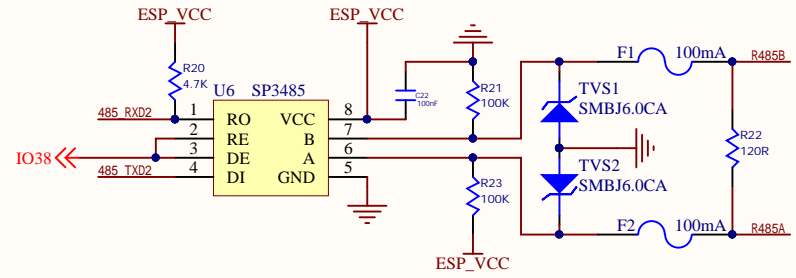 ESP_VCC
ESP_VCC
R20
4.7K
U6
SP3485
C22
100nF
R21
100K
F1
100mA
R485B
TVS1
SMBJ6.0CA
485_RXD2
1
RO
VCC
8
2
RE
B
7
IO38
3
DE
A
6
485_TXD2
4
DI
GND
5
R22
120R
TVS2
SMBJ6.0CA
R23
100K
F2
100mA
R485A
ESP_VCC